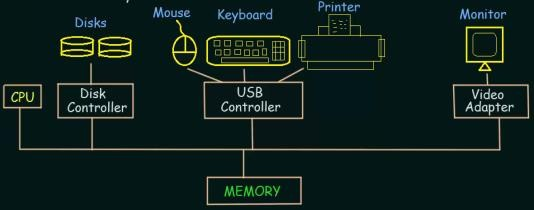 Disks
Mouse
Keyboard
Printer
Monitor
CPU
Disk
Controller
USB
Controller
Video
Adapter
MEMORY